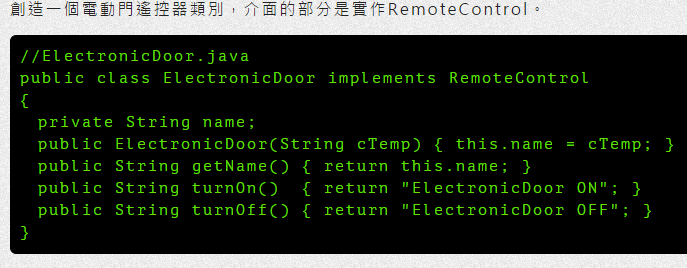 創造一個電動門遙控器類別，介面的部分是實作RemoteControl。
//ElectronicDoor.java
public class ElectronicDoor implements RemoteControl
{
  private String name;
  public ElectronicDoor(String cTemp) { this.name = cTemp; }
  public String getName() { return this.name; }
  public String turnOn()  { return "ElectronicDoor ON"; }
  public String turnOff() { return "ElectronicDoor OFF"; }
}